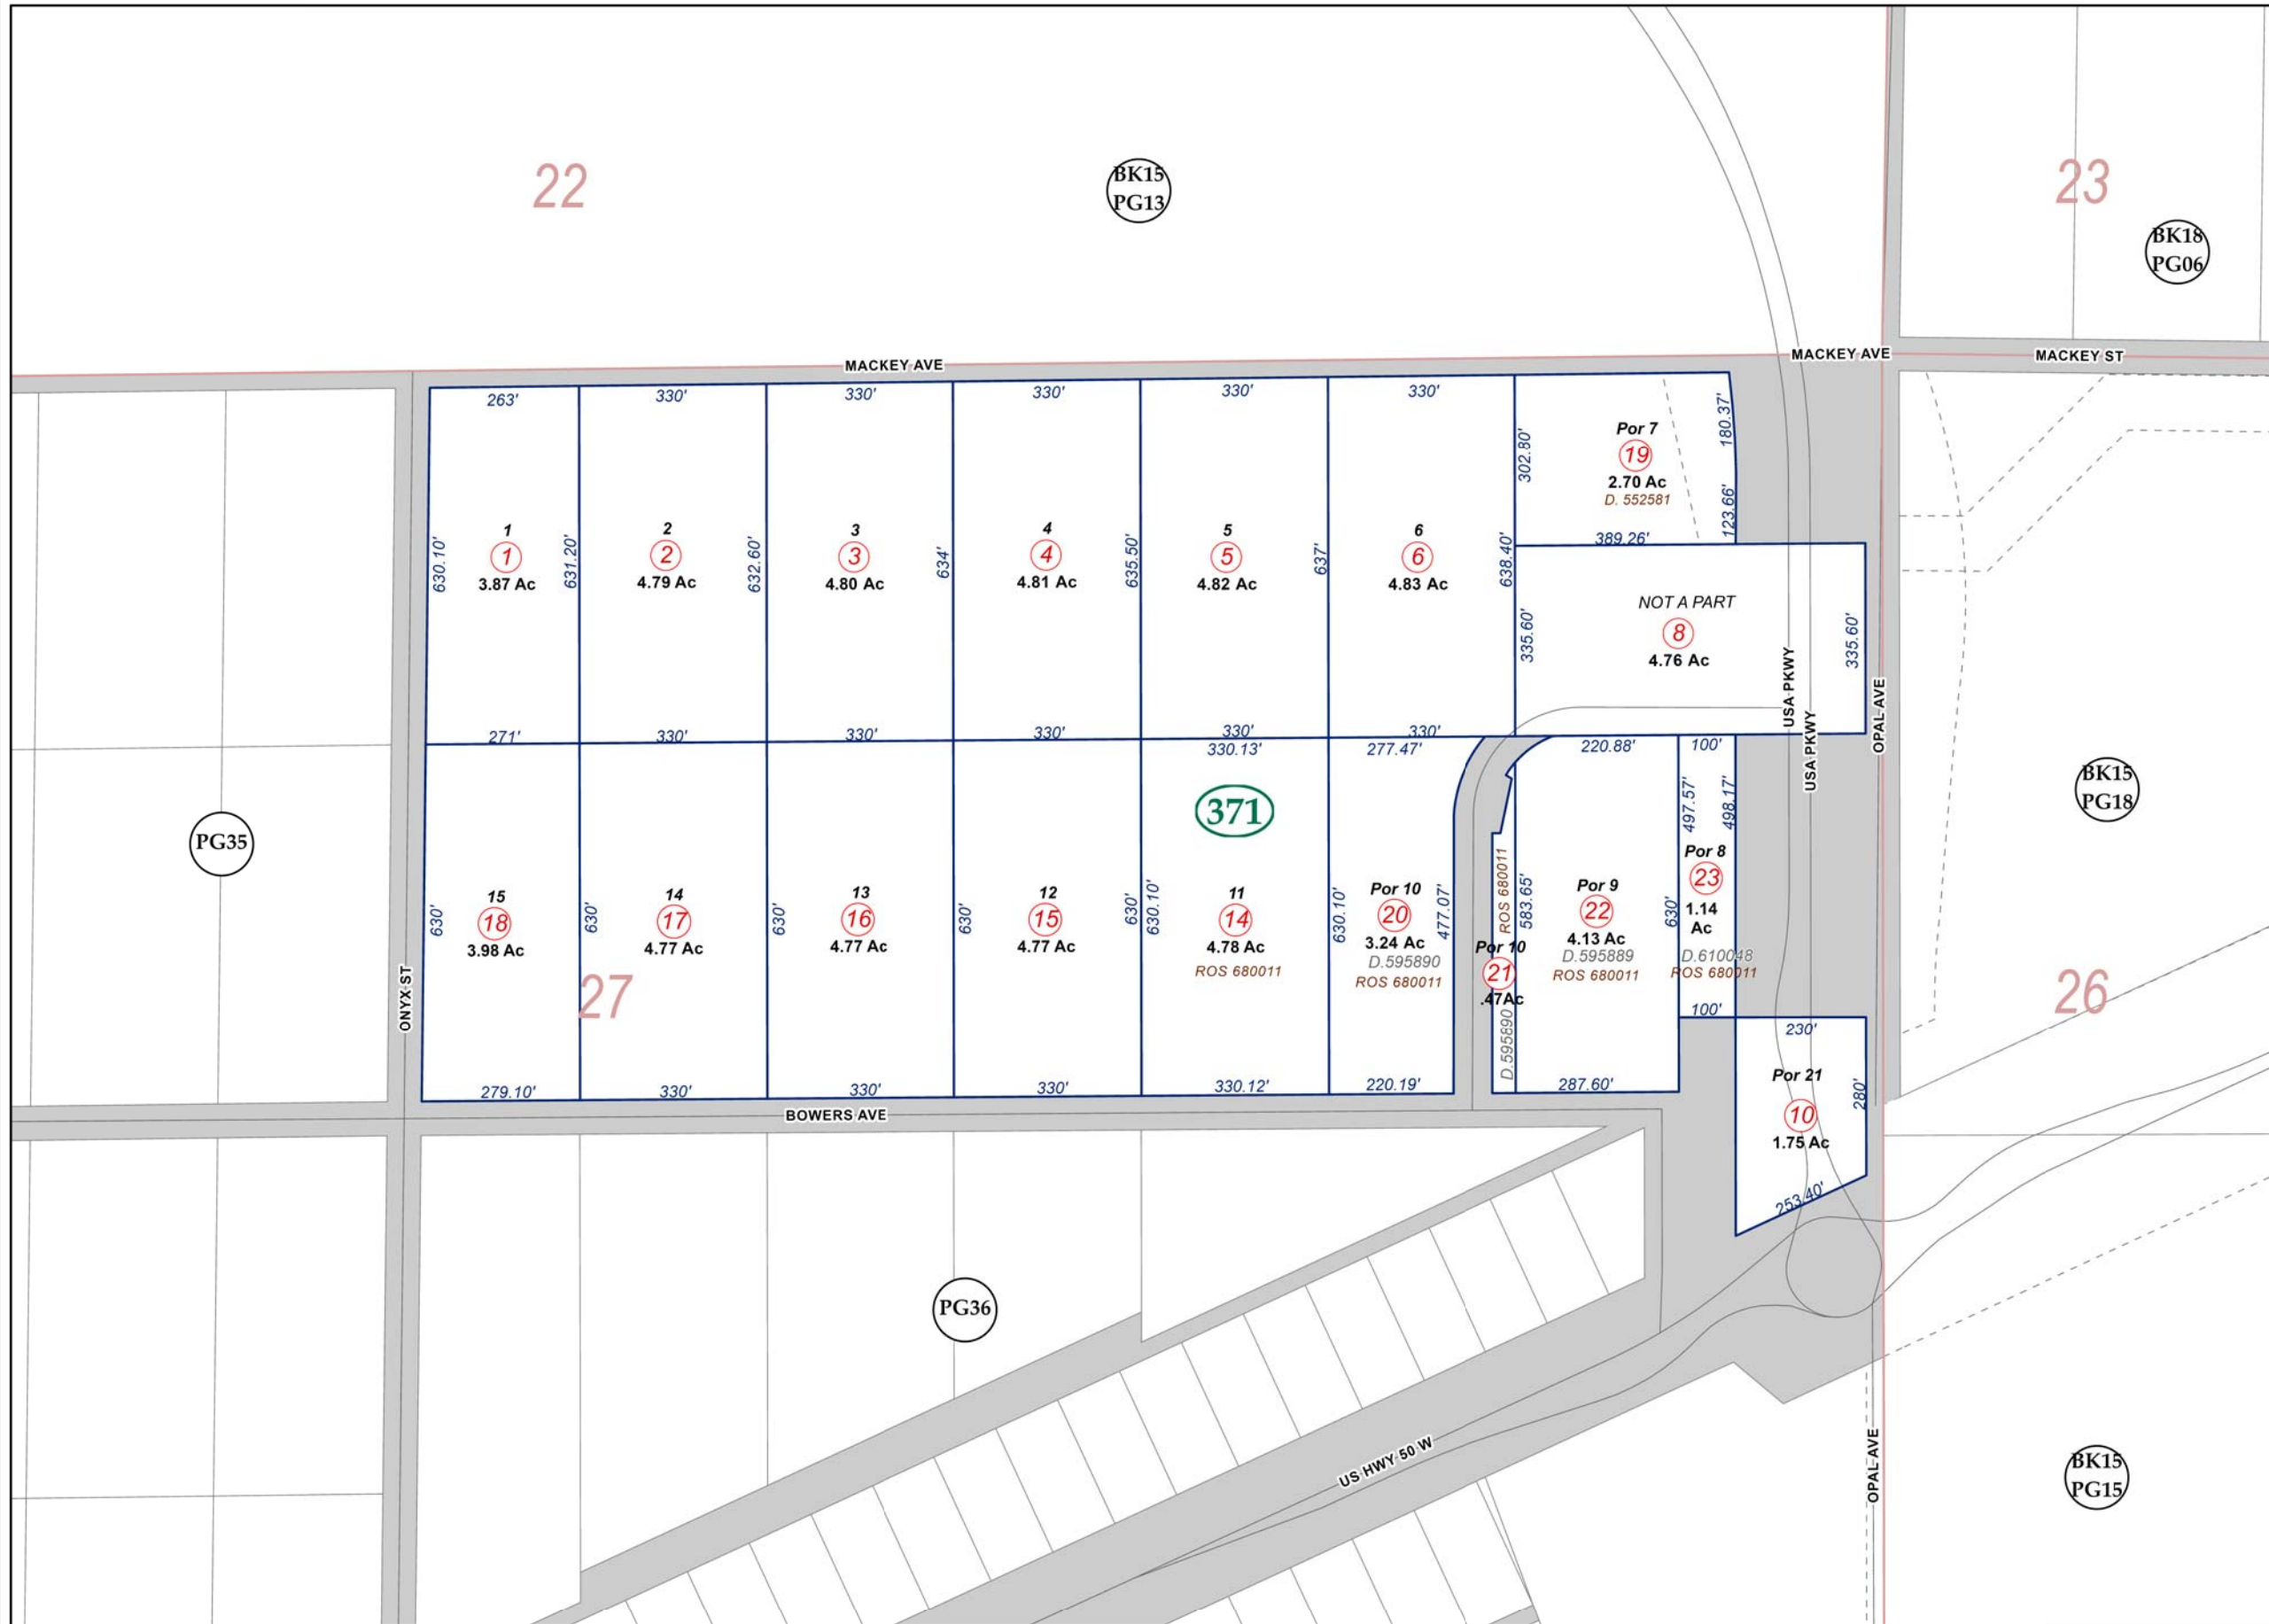 22
BK15
PG13
23
BK18
PG06
MACKEY AVE
MACKEY AVE
MACKEY ST
263'
330'
330'
330'
330'
330'
180.37'
302.80'
Por 7
19
2.70 Ac
D. 552581
123.66'
389.26'
630.10'
1
1
3.87 Ac
631.20'
2
2
4.79 Ac
632.60'
3
3
4.80 Ac
634'
4
4
4.81 Ac
635.50'
5
5
4.82 Ac
637'
6
6
4.83 Ac
638.40'
335.60'
NOT A PART
8
4.76 Ac
335.60'
USA PKWY
USA PKWY
OPAL AVE
271'
330'
330'
330'
330'
330'
330.13'
277.47'
220.88'
100'
371
PG35
BK15
PG18
497.57'
498.17'
630'
15
18
3.98 Ac
630'
14
17
4.77 Ac
630'
13
16
4.77 Ac
630'
12
15
4.77 Ac
630'
630.10'
11
14
4.78 Ac
ROS 680011
630.10'
Por 10
20
3.24 Ac
D.595890
ROS 680011
477.07'
ROS 680011
583.65'
Por 10
21
.47Ac
D.595890
Por 9
22
4.13 Ac
D.595889
ROS 680011
630'
Por 8
23
1.14
Ac
D.610048
ROS 680011
100'
27
26
ONYX ST
230'
Por 21
10
1.75 Ac
280'
253.40'
279.10'
330'
330'
330'
330.12'
220.19'
287.60'
BOWERS AVE
PG36
US HWY 50 W
OPAL AVE
BK15
PG15